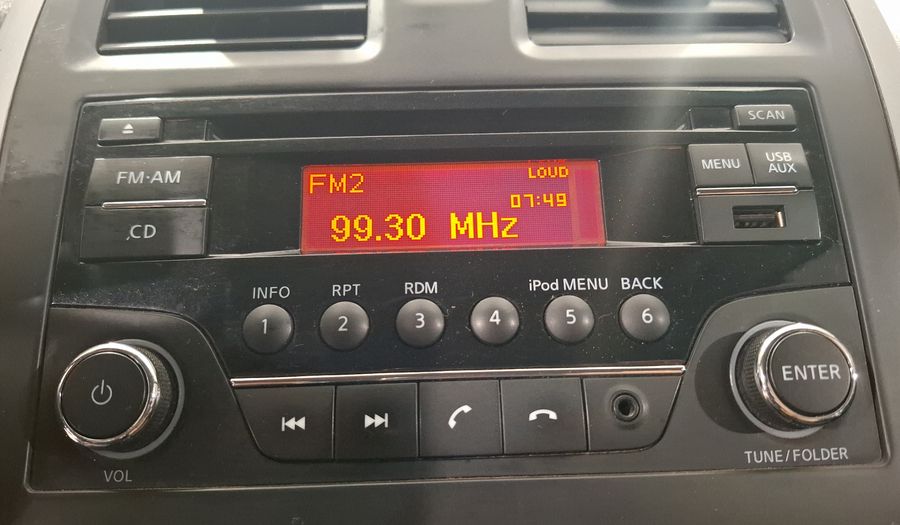 SCAN
FM·AM
CD
FM2
LOUD
07:49
99.30 MHz
MENU
USB
AUX
INFO
RPT
RDM
iPod MENU
BACK
1
2
3
4
5
6
VOL
ENTER
TUNE/FOLDER